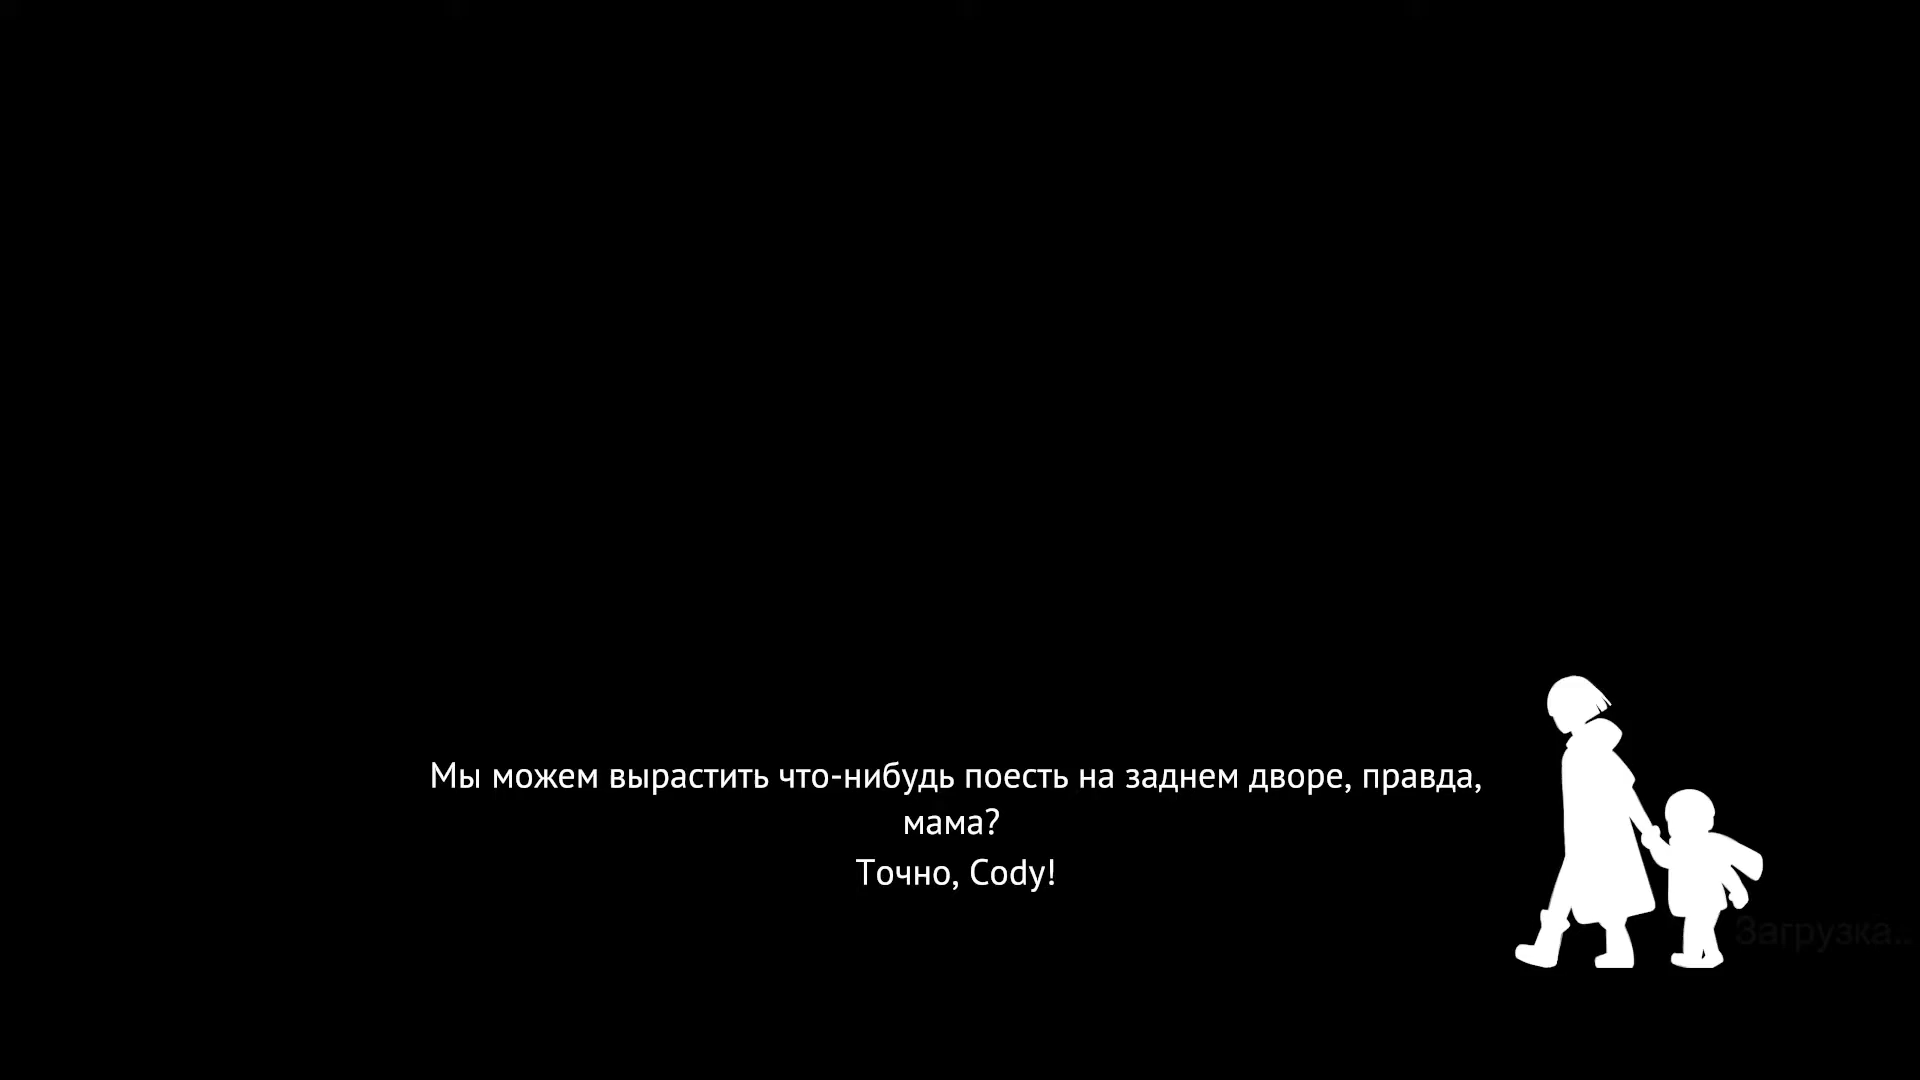 Мы можем вырастить что-нибудь поесть на заднем дворе, правда,
мама?
Точно, Cody!
Загрузка..